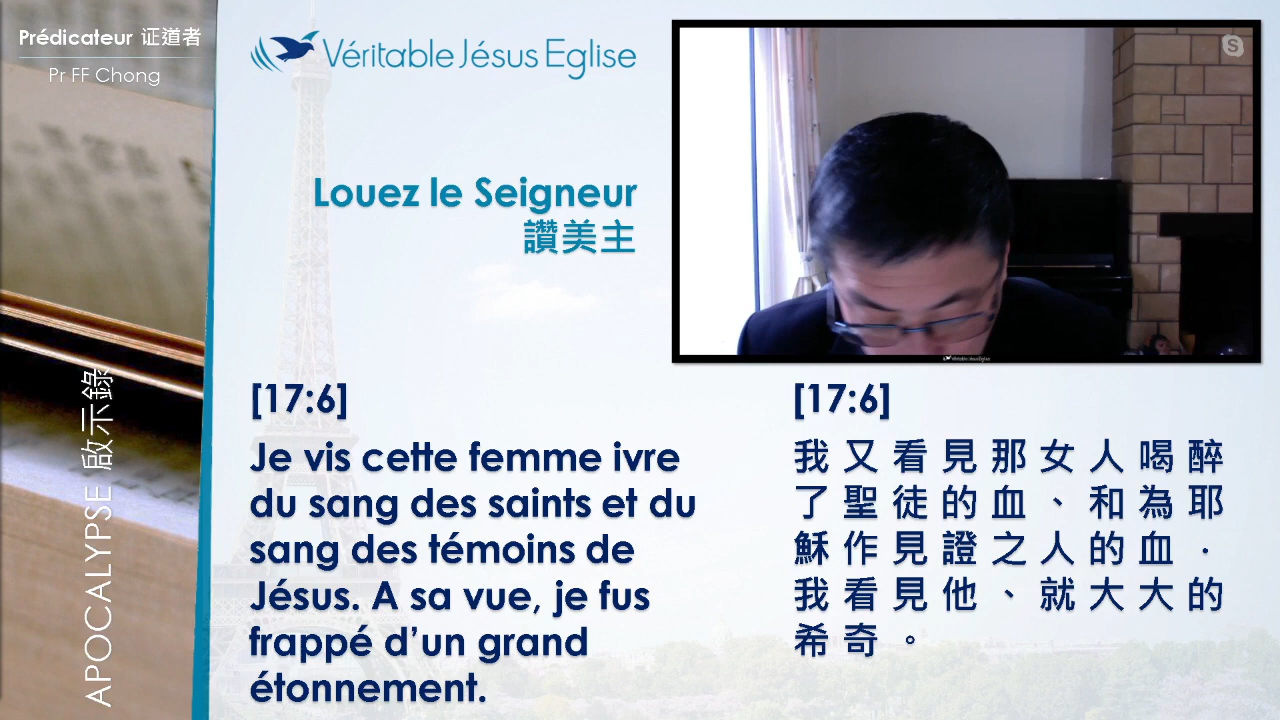 Prédicateur 证道者
Pr FF Chong
APOCALYPSE 啟示錄
Véritable Jésus Eglise
Louez le Seigneur
讚美主
S
Véritable Jésus Eglise
[17:6]
Je vis cette femme ivre
du sang des saints et du
sang des témoins de
Jésus. A sa vue, je fus
frappé d’un grand
étonnement.
[17:6]
我又看見那女人喝醉
了聖徒的血、和為耶
穌作見證之人的血．
我看見他、就大大的
希奇。